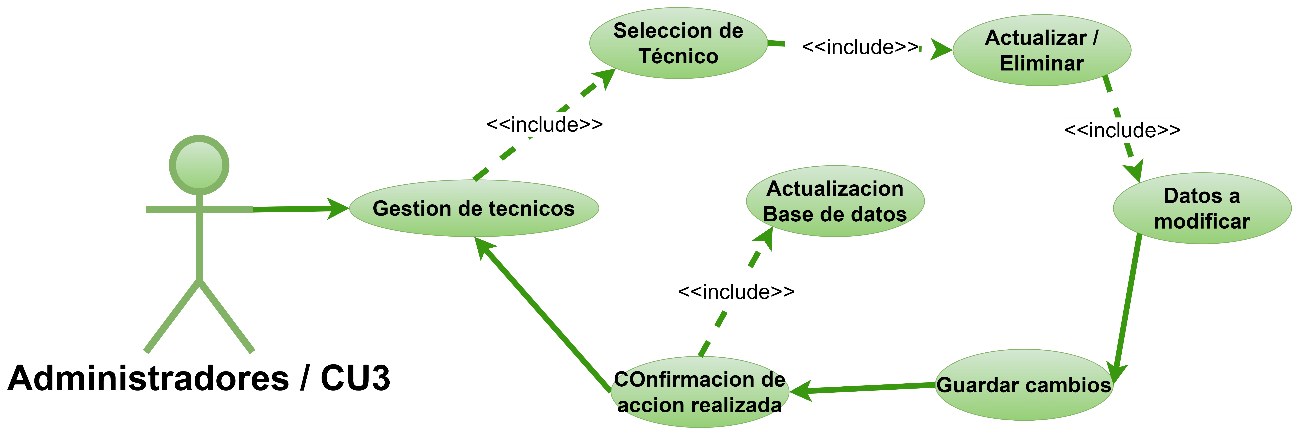 Seleccion de
Técnico
<<include>>
Actualizar /
Eliminar
<<include>>
<<include>>
Gestion de tecnicos
Actualizacion
Base de datos
Datos a
modificar
<<include>>
Administradores / CU3
COnfirmacion de
accion realizada
Guardar cambios